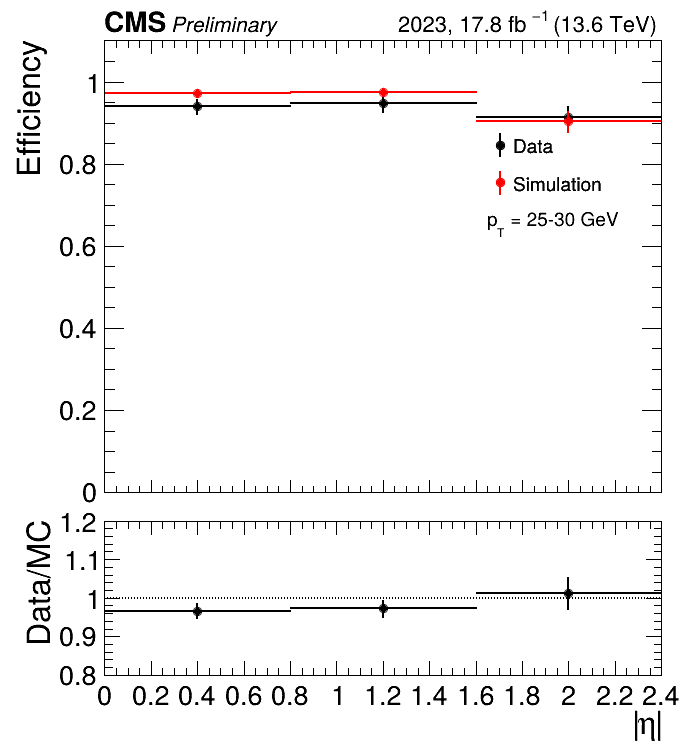 CMS Preliminary 2023, 17.8 fb⁻¹ (13.6 TeV)
Efficiency
1
0.8
0.6
0.4
0.2
0
Data
Simulation
p_T = 25-30 GeV
Data/MC
1.2
1.1
1
0.9
0.8
0 0.2 0.4 0.6 0.8 1 1.2 1.4 1.6 1.8 2 2.2 2.4
|η|